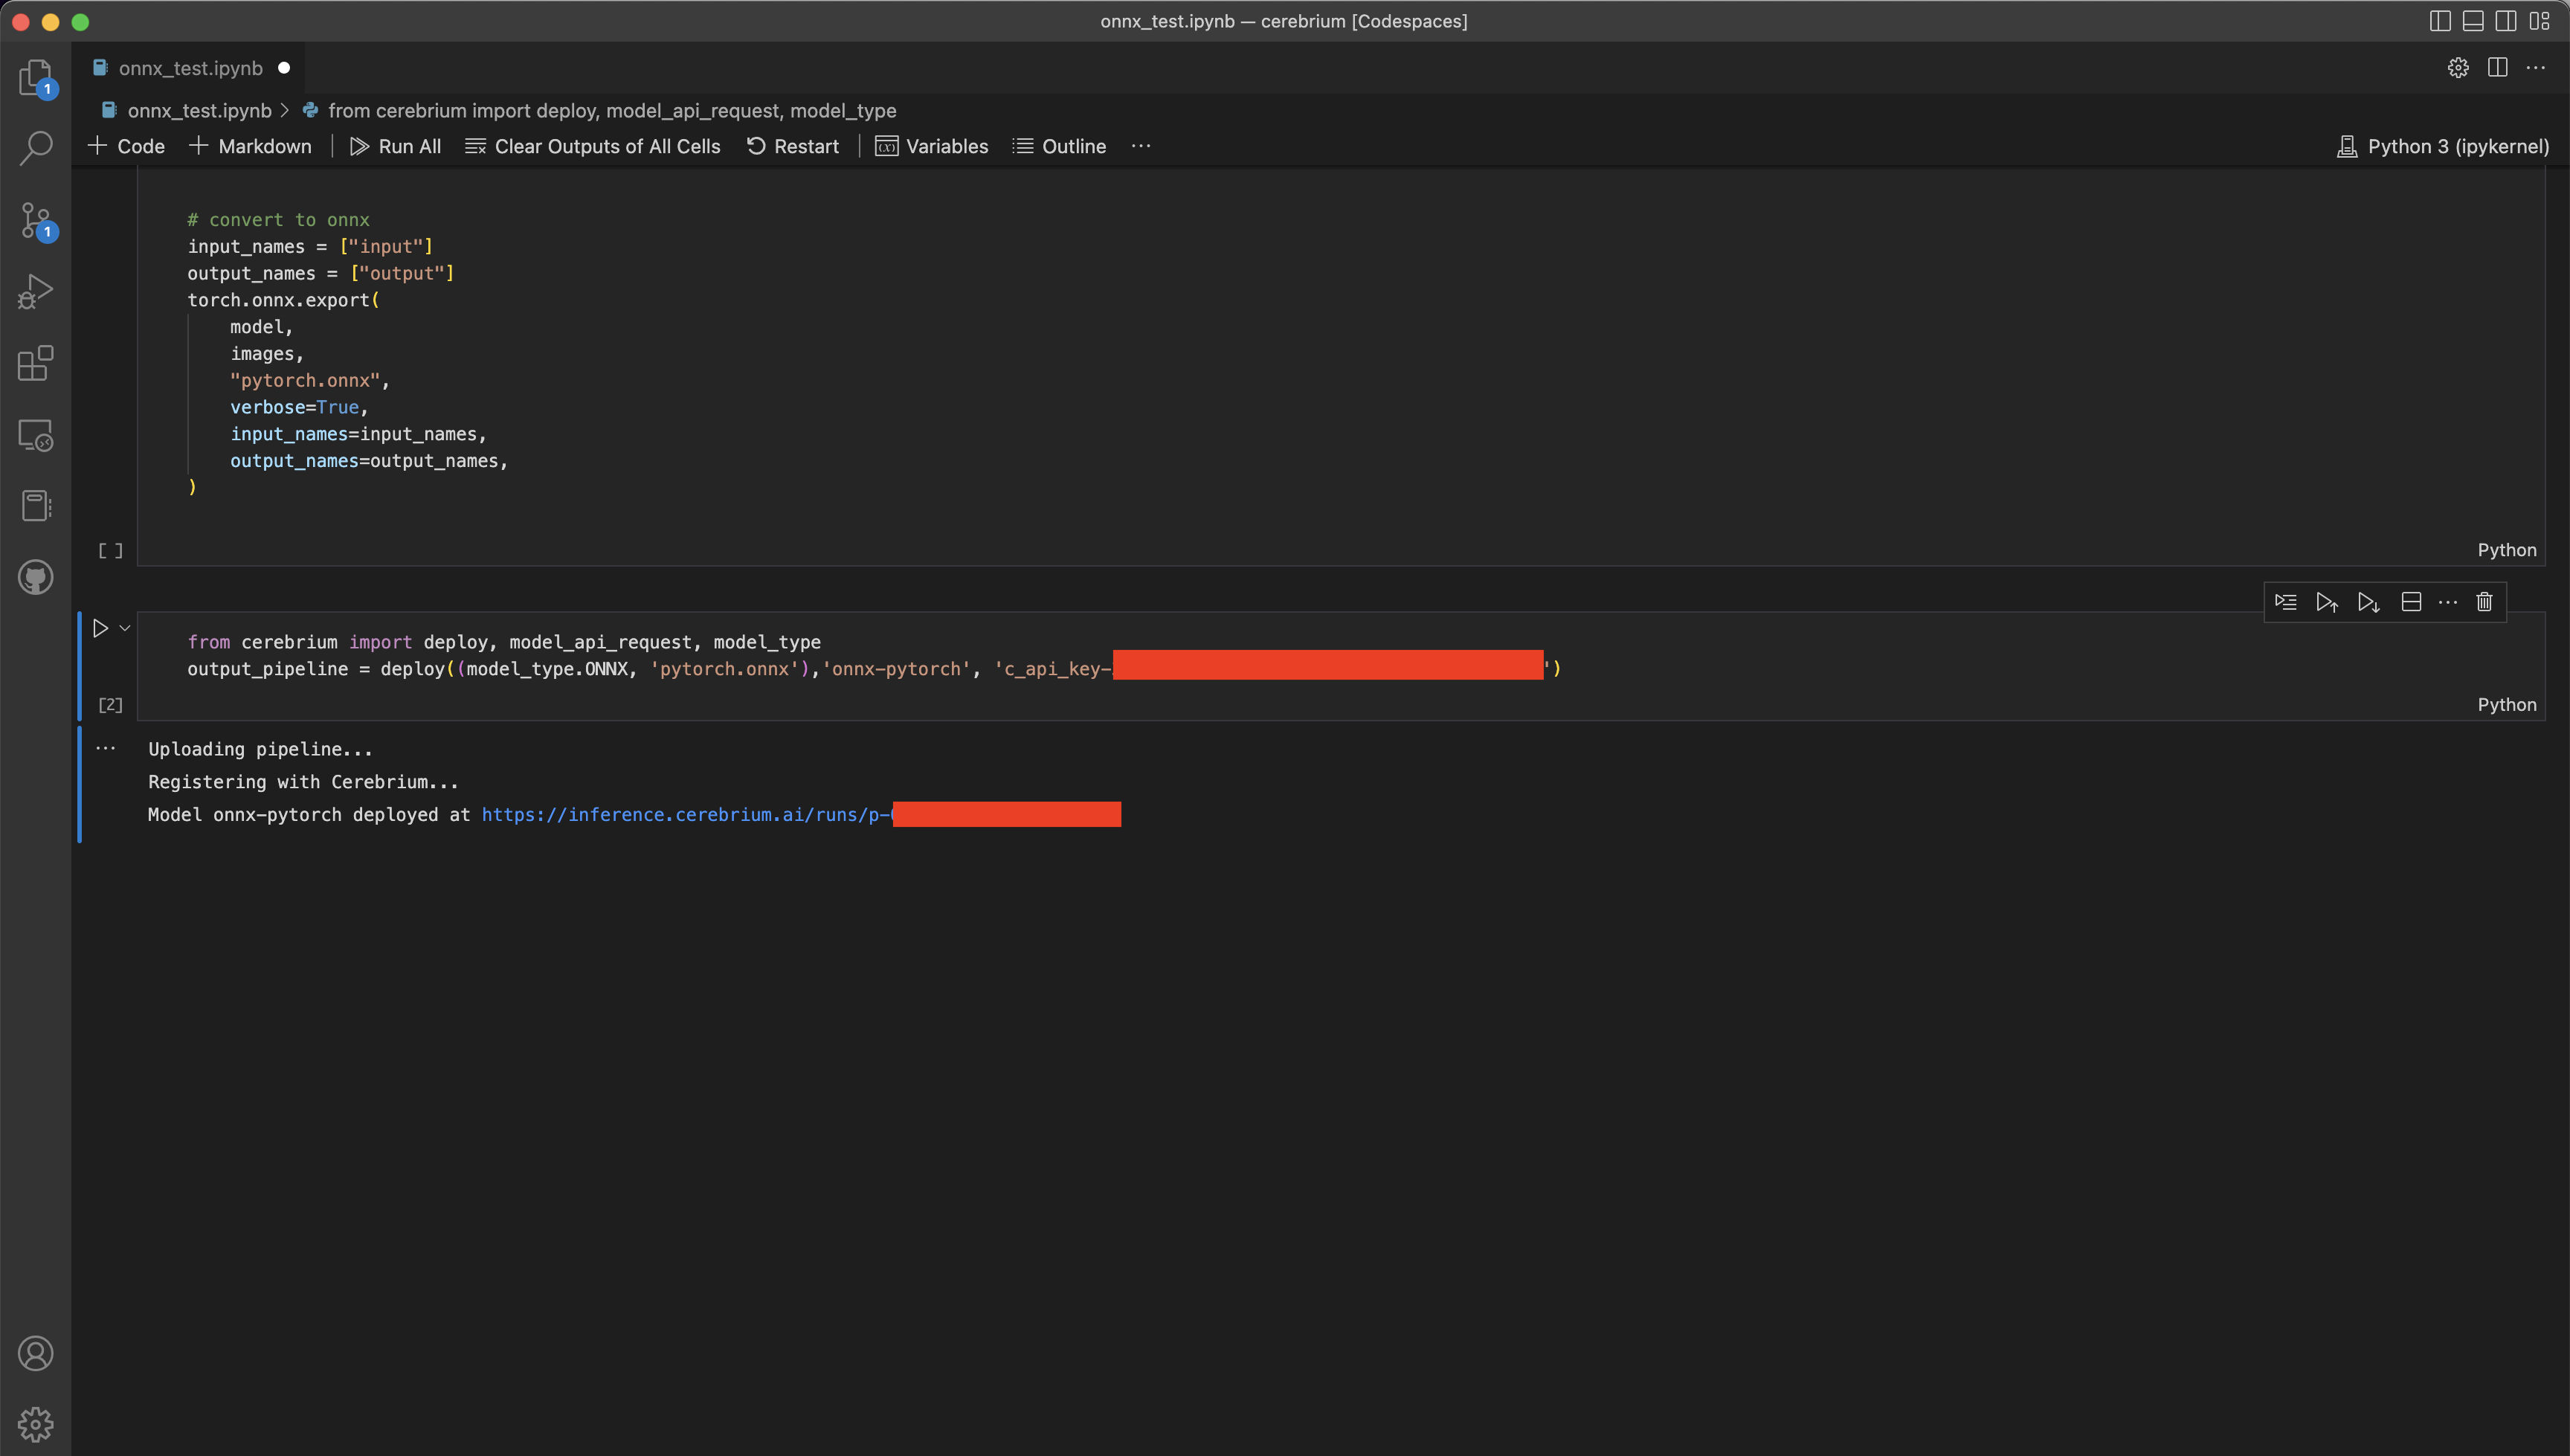 onnx_test.ipynb — cerebrium [Codespaces]
onnx_test.ipynb
onnx_test.ipynb > from cerebrium import deploy, model_api_request, model_type
+ Code + Markdown | Run All Clear Outputs of All Cells Restart | Variables Outline ... Python 3 (ipykernel)
1
1
# convert to onnx
input_names = ["input"]
output_names = ["output"]
torch.onnx.export(
    model,
    images,
    "pytorch.onnx",
    verbose=True,
    input_names=input_names,
    output_names=output_names,
)
[ ] Python
from cerebrium import deploy, model_api_request, model_type
output_pipeline = deploy((model_type.ONNX, 'pytorch.onnx'),'onnx-pytorch', 'c_api_key- ')
[2] Python
Uploading pipeline...
Registering with Cerebrium...
Model onnx-pytorch deployed at https://inference.cerebrium.ai/runs/p-